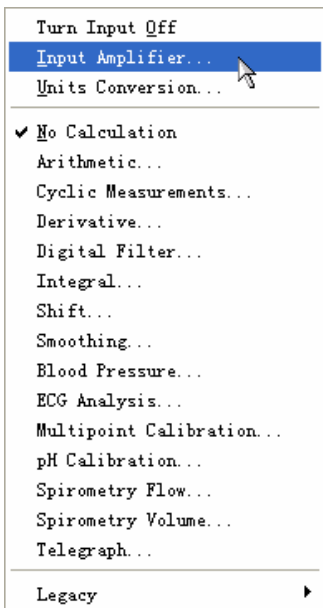 Turn Input Off
Input Amplifier...
Units Conversion...
No Calculation
Arithmetic...
Cyclic Measurements...
Derivative...
Digital Filter...
Integral...
Shift...
Smoothing...
Blood Pressure...
ECG Analysis...
Multipoint Calibration...
pH Calibration...
Spirometry Flow...
Spirometry Volume...
Telegraph...
Legacy